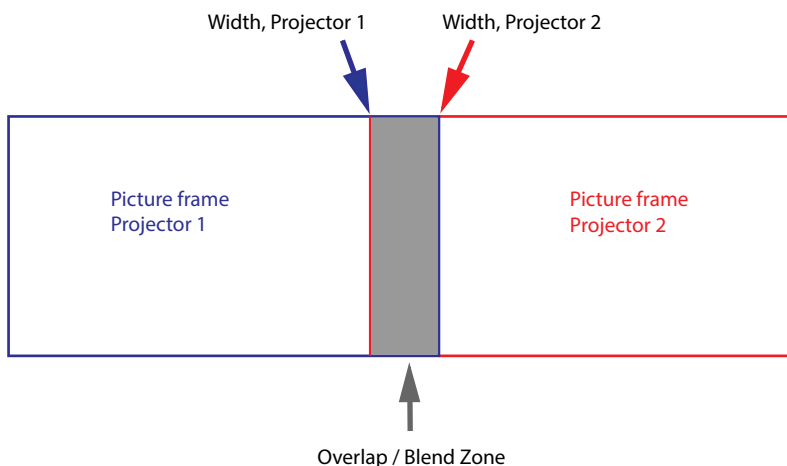 Width, Projector 1
Width, Projector 2
Picture frame
Projector 1
Picture frame
Projector 2
Overlap / Blend Zone